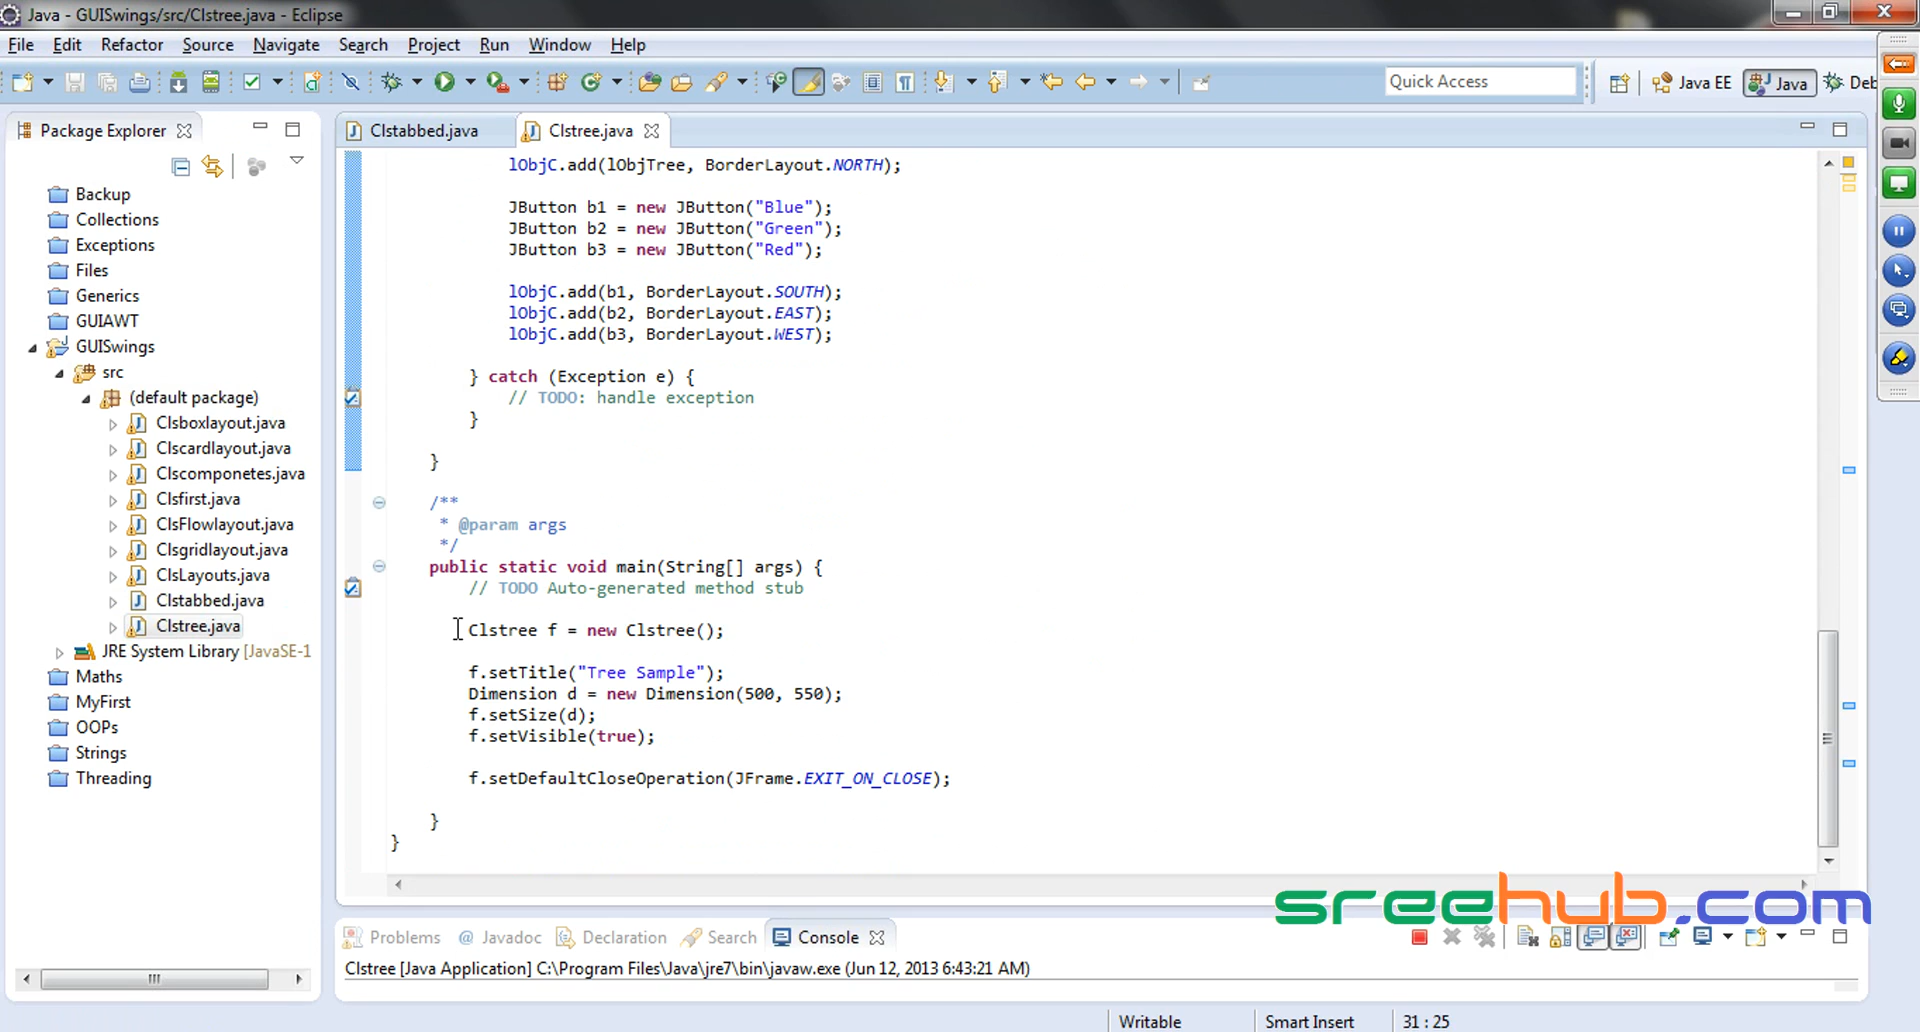 Java - GUISwings/src/Clstree.java - Eclipse
File Edit Refactor Source Navigate Search Project Run Window Help
Quick Access Java EE Java Deb
Package Explorer
Clstabbed.java Clstree.java
Backup
Collections
Exceptions
Files
Generics
GUIAWT
GUISwings
src
(default package)
Clsboxlayout.java
Clscardlayout.java
Clscomponetes.java
Clsfirst.java
ClsFlowlayout.java
Clsgridlayout.java
ClsLayouts.java
Clstabbed.java
Clstree.java
JRE System Library [JavaSE-1
Maths
MyFirst
OOPs
Strings
Threading
lObjC.add(lObjTree, BorderLayout.NORTH);
JButton b1 = new JButton("Blue");
JButton b2 = new JButton("Green");
JButton b3 = new JButton("Red");
lObjC.add(b1, BorderLayout.SOUTH);
lObjC.add(b2, BorderLayout.EAST);
lObjC.add(b3, BorderLayout.WEST);
} catch (Exception e) {
// TODO: handle exception
}
}
/**
* @param args
*/
public static void main(String[] args) {
// TODO Auto-generated method stub
Clstree f = new Clstree();
f.setTitle("Tree Sample");
Dimension d = new Dimension(500, 550);
f.setSize(d);
f.setVisible(true);
f.setDefaultCloseOperation(JFrame.EXIT_ON_CLOSE);
}
}
sreehub.com
Problems @ Javadoc Declaration Search Console
Clstree [Java Application] C:\Program Files\Java\jre7\bin\javaw.exe (Jun 12, 2013 6:43:21 AM)
Writable Smart Insert 31 : 25